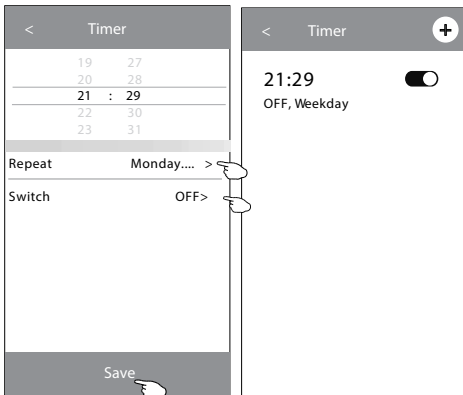 < Timer
19 27
20 28
21 : 29
22 30
23 31
Repeat Monday.... >
Switch OFF>
Save
< Timer +
21:29
OFF, Weekday